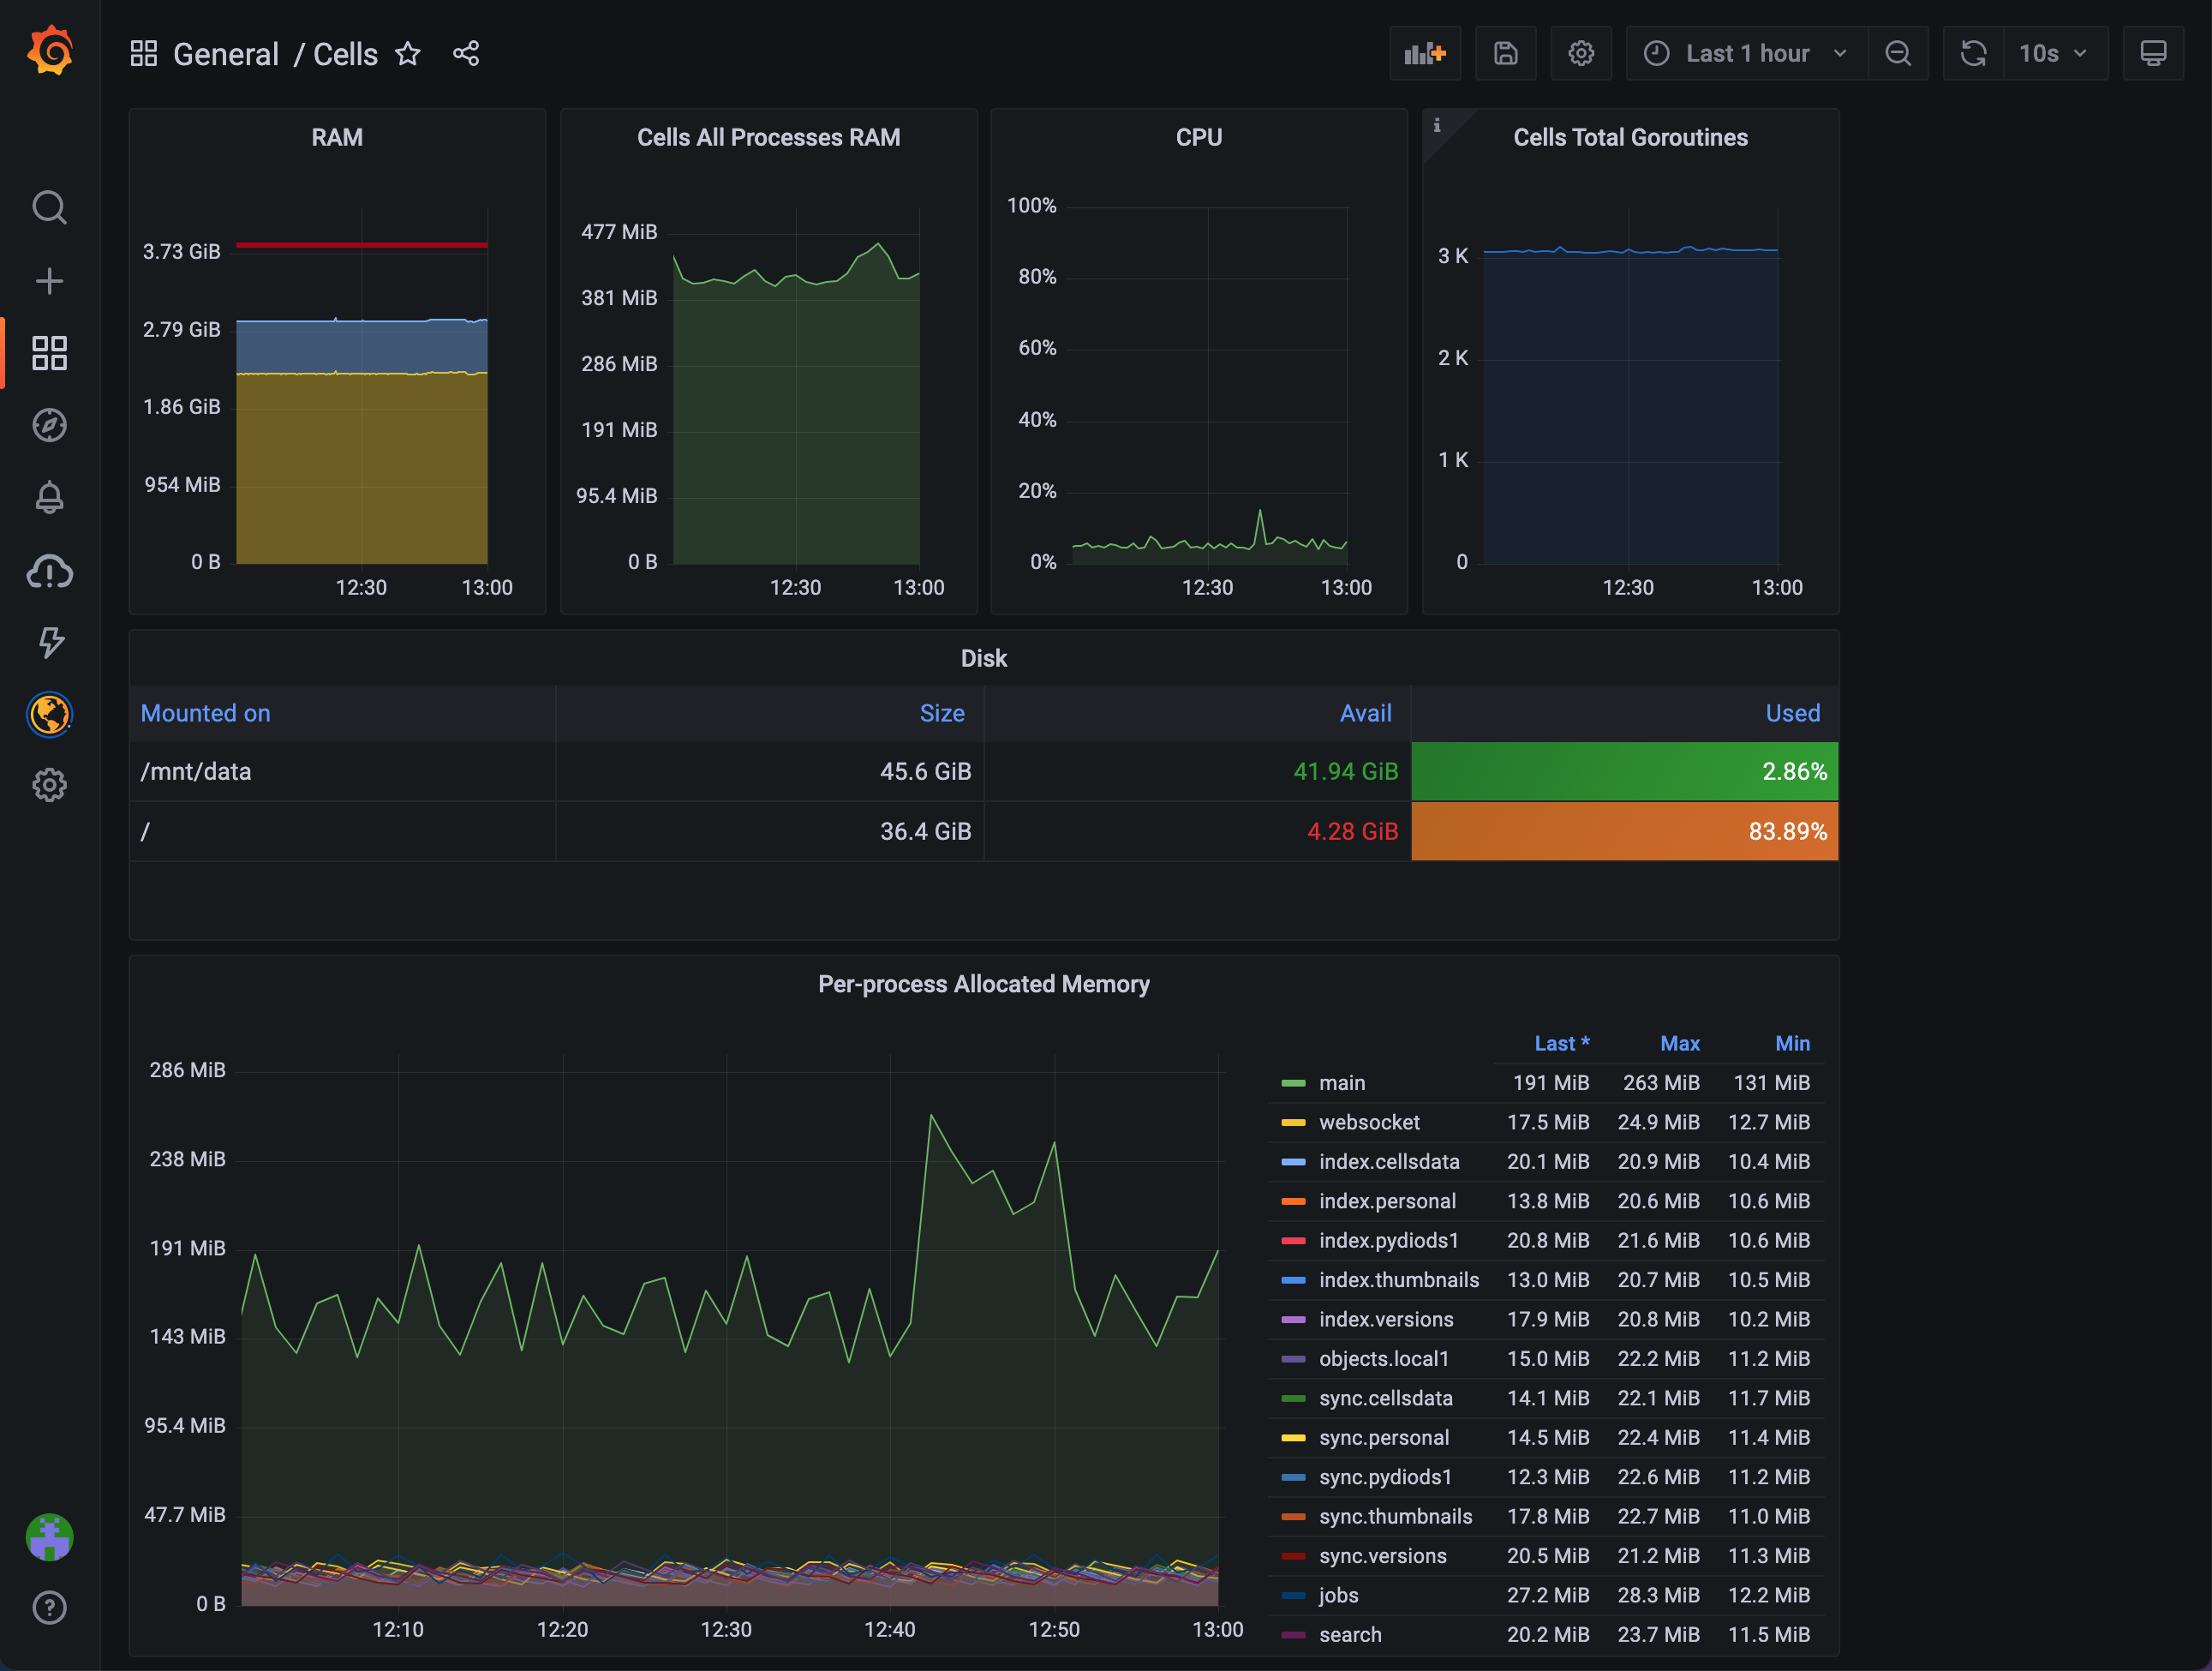 General / Cells
Last 1 hour
10s
RAM
3.73 GiB
2.79 GiB
1.86 GiB
954 MiB
0 B
12:30 13:00
Cells All Processes RAM
477 MiB
381 MiB
286 MiB
191 MiB
95.4 MiB
0 B
12:30 13:00
CPU
100%
80%
60%
40%
20%
0%
12:30 13:00
i
Cells Total Goroutines
3 K
2 K
1 K
0
12:30 13:00
Disk
Mounted on Size Avail Used
/mnt/data 45.6 GiB 41.94 GiB 2.86%
/ 36.4 GiB 4.28 GiB 83.89%
Per-process Allocated Memory
286 MiB
238 MiB
191 MiB
143 MiB
95.4 MiB
47.7 MiB
0 B
12:10 12:20 12:30 12:40 12:50 13:00
Last * Max Min
main 191 MiB 263 MiB 131 MiB
websocket 17.5 MiB 24.9 MiB 12.7 MiB
index.cellsdata 20.1 MiB 20.9 MiB 10.4 MiB
index.personal 13.8 MiB 20.6 MiB 10.6 MiB
index.pydiods1 20.8 MiB 21.6 MiB 10.6 MiB
index.thumbnails 13.0 MiB 20.7 MiB 10.5 MiB
index.versions 17.9 MiB 20.8 MiB 10.2 MiB
objects.local1 15.0 MiB 22.2 MiB 11.2 MiB
sync.cellsdata 14.1 MiB 22.1 MiB 11.7 MiB
sync.personal 14.5 MiB 22.4 MiB 11.4 MiB
sync.pydiods1 12.3 MiB 22.6 MiB 11.2 MiB
sync.thumbnails 17.8 MiB 22.7 MiB 11.0 MiB
sync.versions 20.5 MiB 21.2 MiB 11.3 MiB
jobs 27.2 MiB 28.3 MiB 12.2 MiB
search 20.2 MiB 23.7 MiB 11.5 MiB